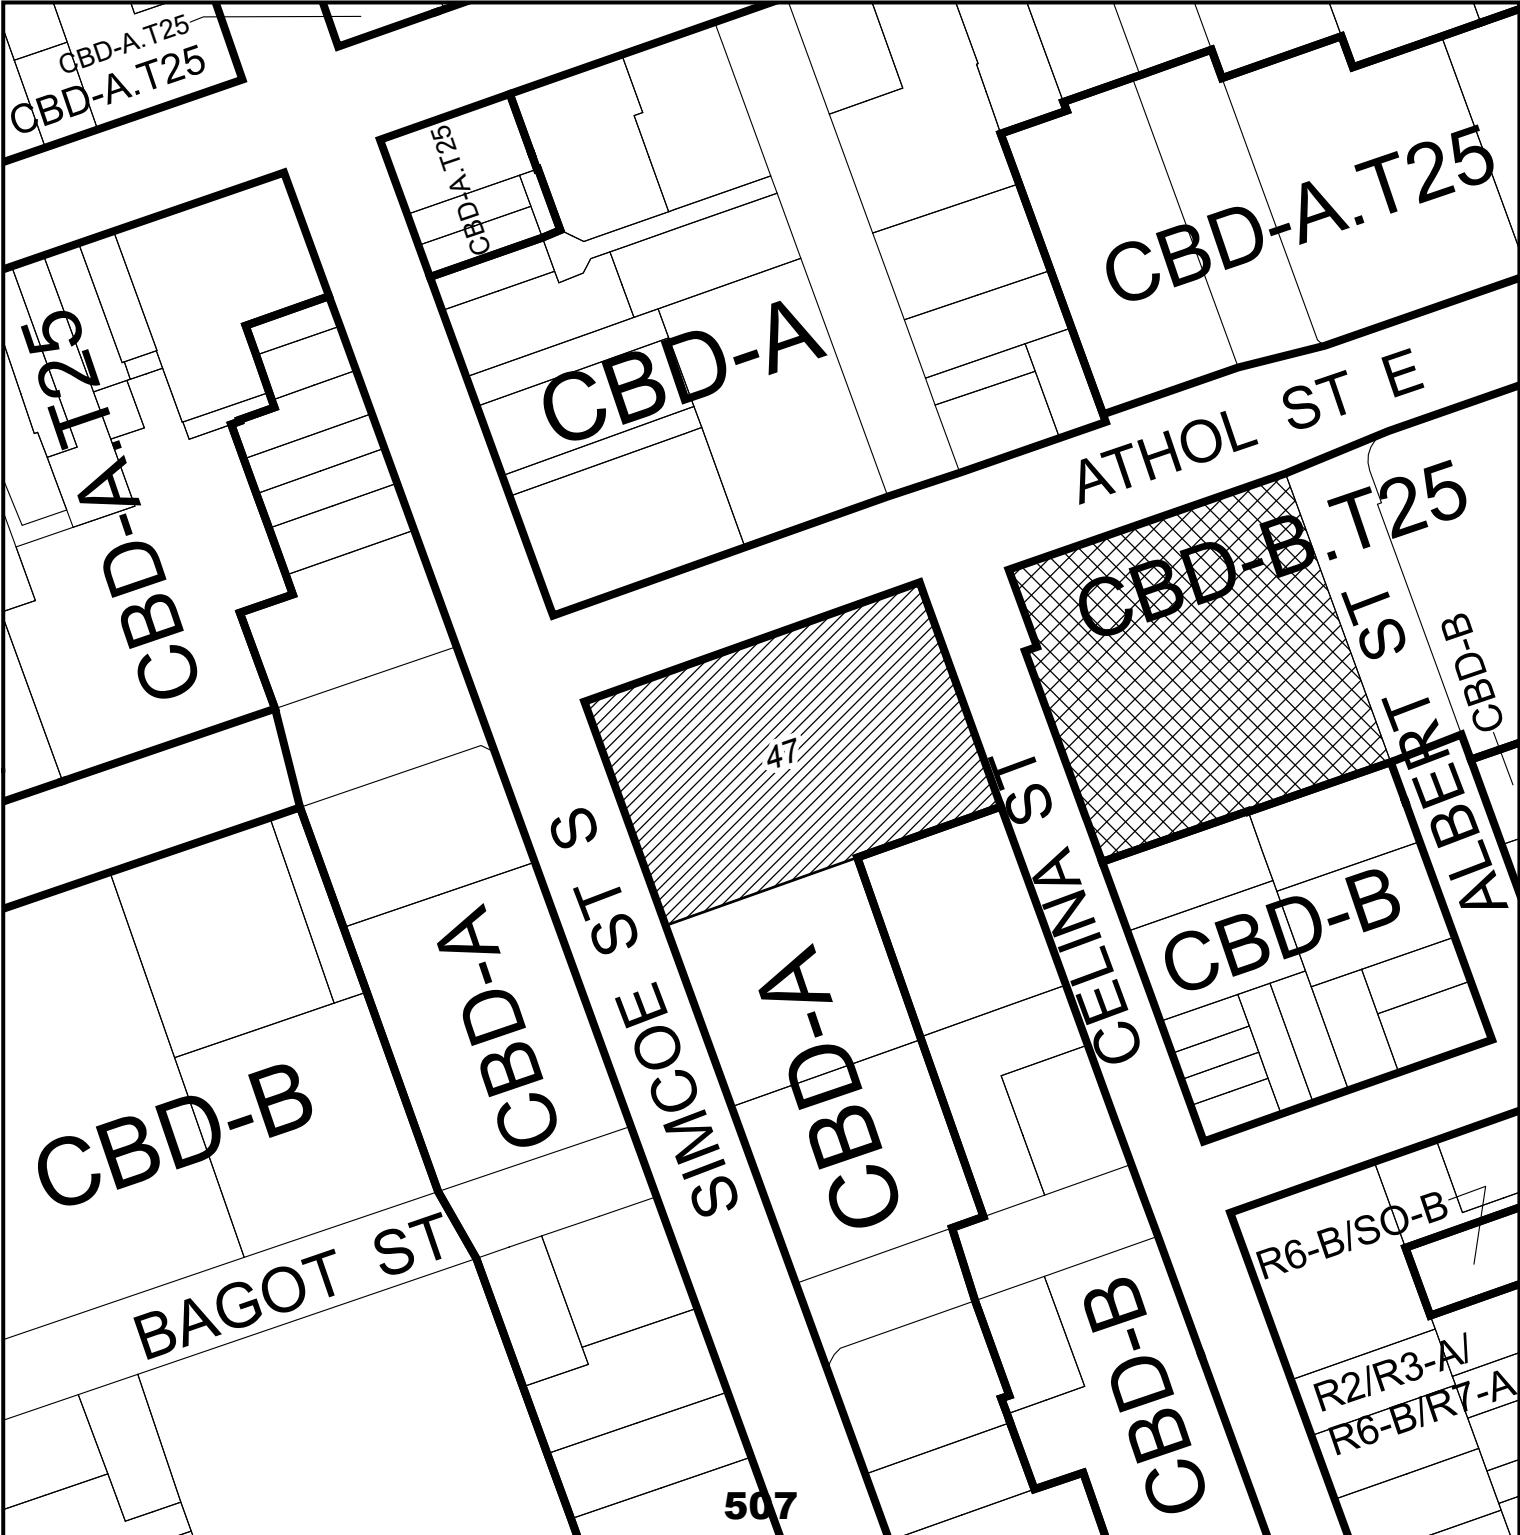 CBD-A.T25
CBD-A.T25
CBD-A.T25
CBD-A.T25
CBD-A.T25
CBD-A
ATHOL ST E
CBD-B.T25
CBD-B
47
ALBERT ST
SIMCOE ST S
CELINA ST
CBD-A
CBD-A
CBD-B
CBD-B
BAGOT ST
R6-B/SO-B
CBD-B
R2/R3-A/
R6-B/R7-A
507